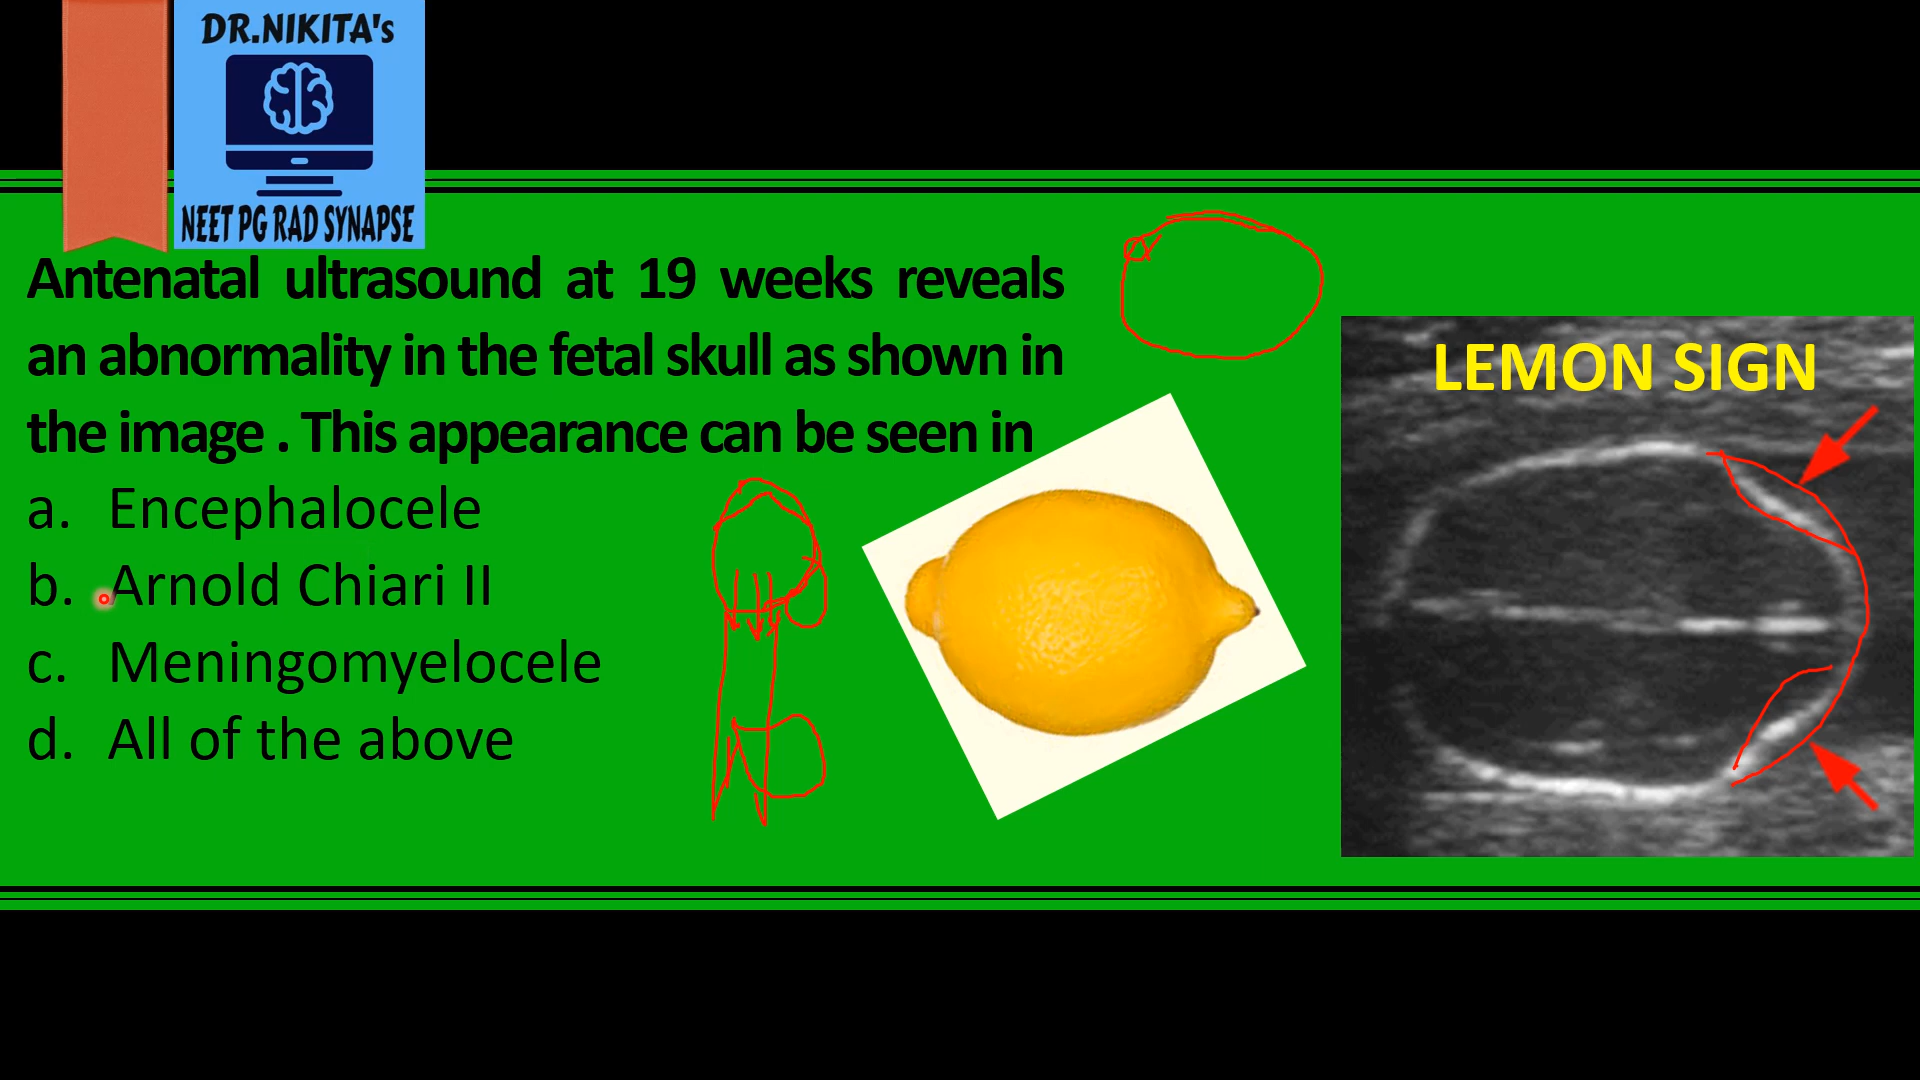 DR.NIKITA's
NEET PG RAD SYNAPSE
Antenatal ultrasound at 19 weeks reveals
an abnormality in the fetal skull as shown in
the image . This appearance can be seen in
a. Encephalocele
b. Arnold Chiari II
c. Meningomyelocele
d. All of the above
LEMON SIGN